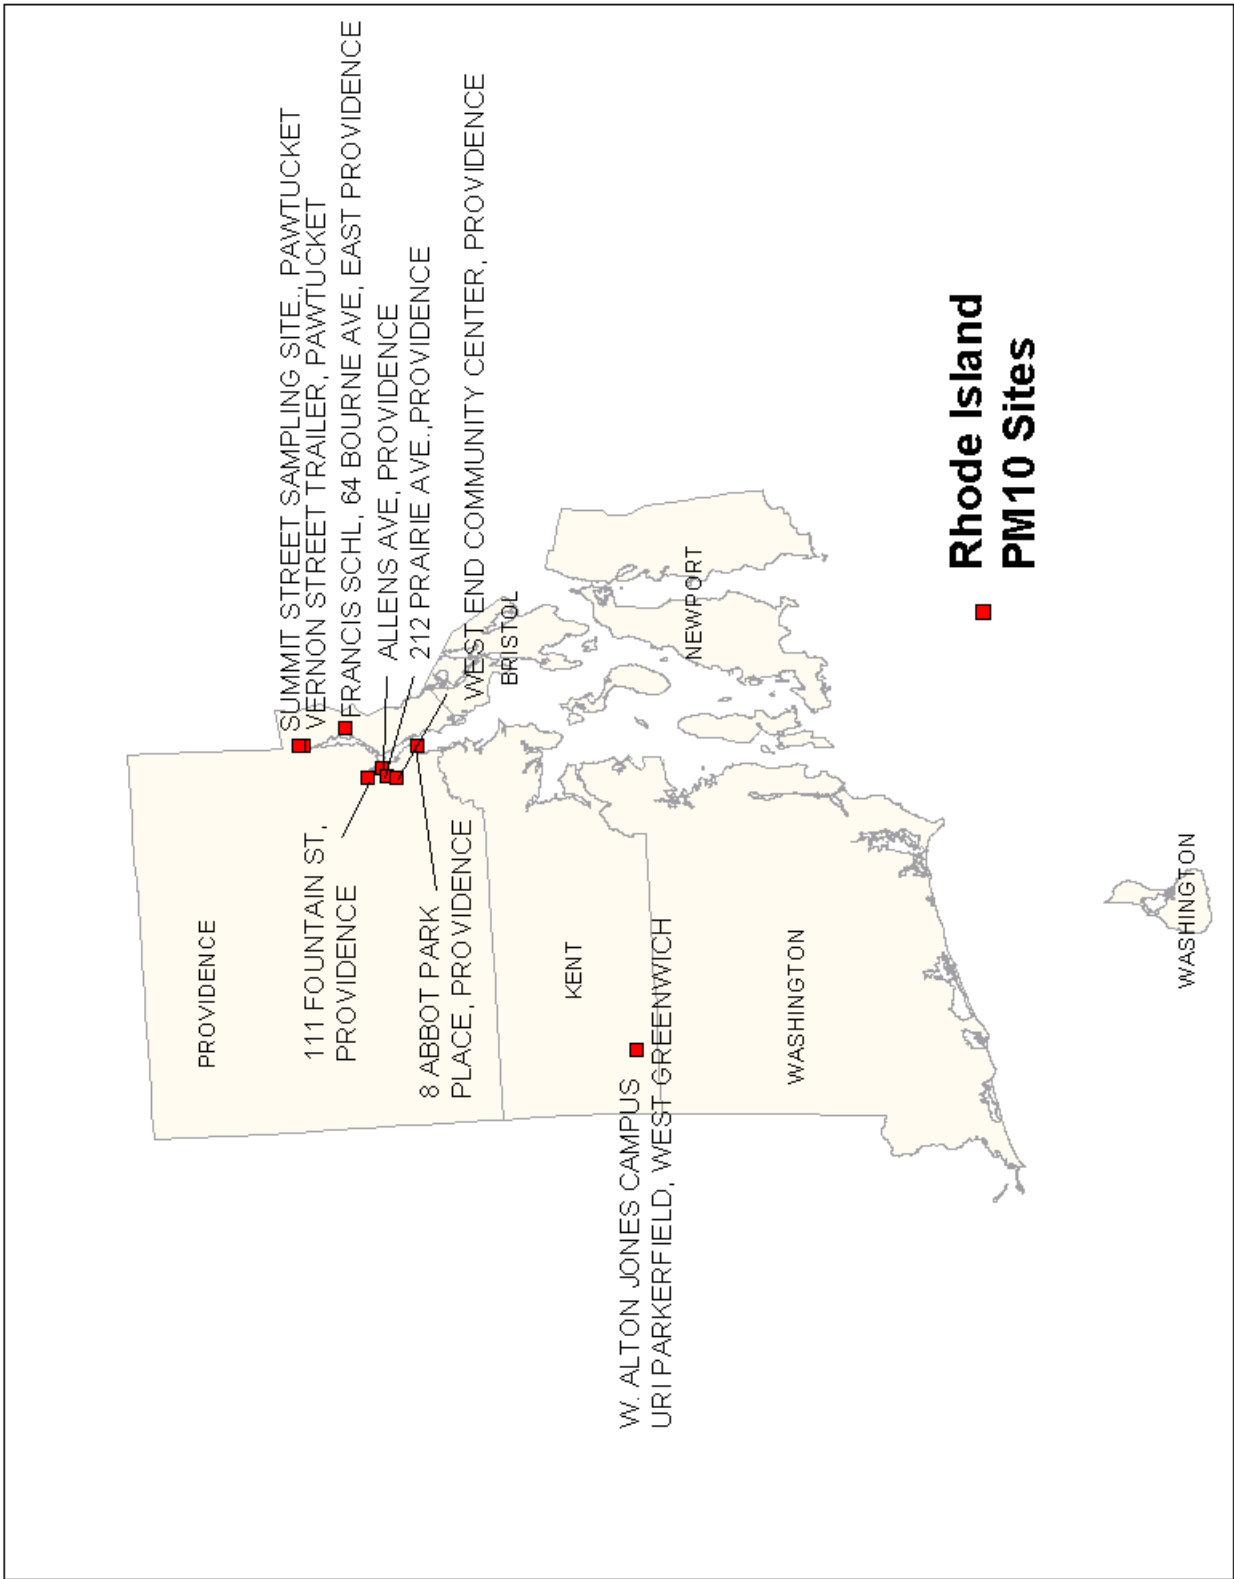 SUMMIT STREET SAMPLING SITE., PAWTUCKET
VERNON STREET TRAILER, PAWTUCKET
FRANCIS SCHL, 64 BOURNE AVE, EAST PROVIDENCE
ALLENS AVE, PROVIDENCE
212 PRAIRIE AVE.,PROVIDENCE
WEST END COMMUNITY CENTER, PROVIDENCE
PROVIDENCE
111 FOUNTAIN ST,
PROVIDENCE
8 ABBOT PARK
PLACE, PROVIDENCE
BRISTOL
KENT
W. ALTON JONES CAMPUS
URI PARKERFIELD, WEST GREENWICH
NEWPORT
WASHINGTON
Rhode Island
PM10 Sites
WASHINGTON